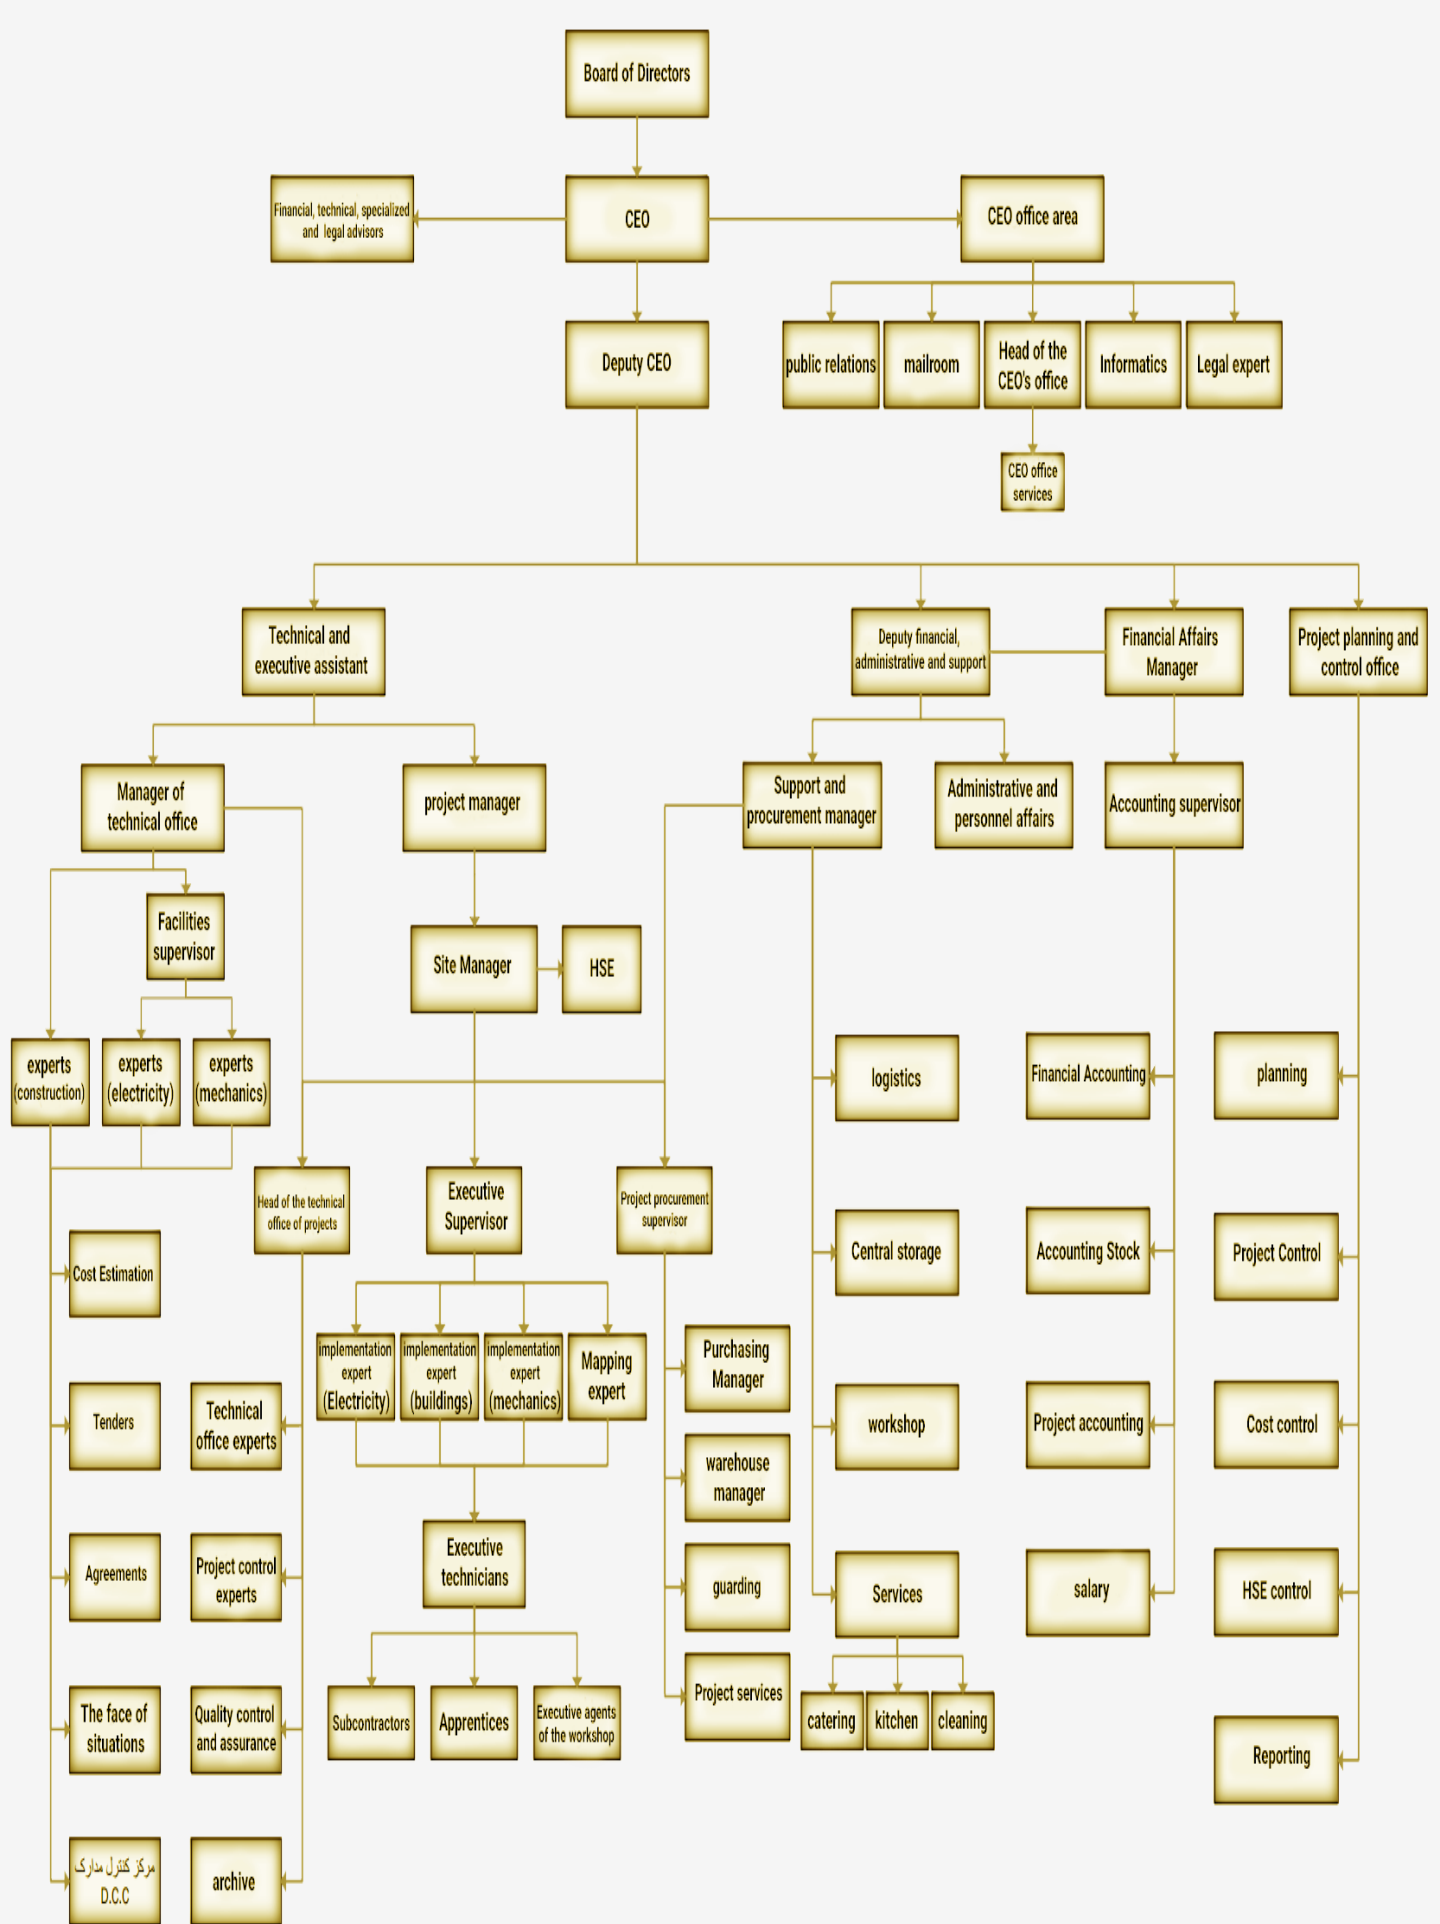 Board of Directors
Financial, technical, specialized
and legal advisors
CEO
CEO office area
Deputy CEO
public relations
mailroom
Head of the
CEO's office
Informatics
Legal expert
CEO office
services
Technical and
executive assistant
Deputy financial,
administrative and support
Financial Affairs
Manager
Project planning and
control office
Manager of
technical office
project manager
Support and
procurement manager
Administrative and
personnel affairs
Accounting supervisor
Facilities
supervisor
Site Manager
HSE
experts
(construction)
experts
(electricity)
experts
(mechanics)
logistics
Financial Accounting
planning
Head of the technical
office of projects
Executive
Supervisor
Project procurement
supervisor
Central storage
Accounting Stock
Project Control
Cost Estimation
implementation
expert
(Electricity)
implementation
expert
(buildings)
implementation
expert
(mechanics)
Mapping
expert
Purchasing
Manager
Tenders
Technical
office experts
workshop
Project accounting
Cost control
warehouse
manager
Agreements
Project control
experts
Executive
technicians
guarding
Services
salary
HSE control
The face of
situations
Quality control
and assurance
Subcontractors
Apprentices
Executive agents
of the workshop
Project services
catering
kitchen
cleaning
Reporting
مرکز کنترل مدارک
D.C.C
archive